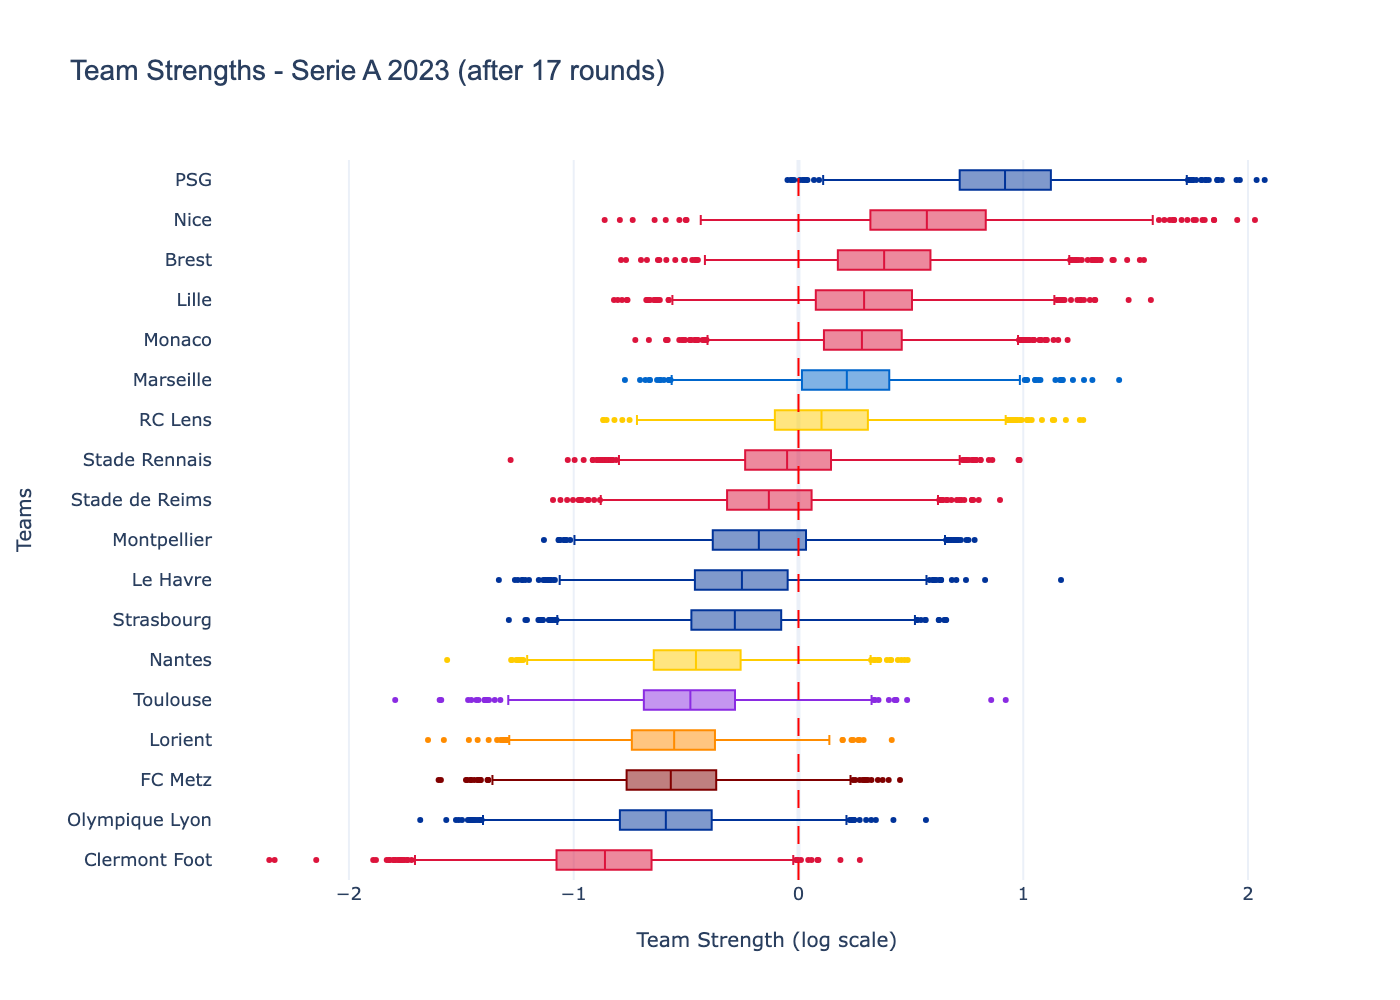 Team Strengths - Serie A 2023 (after 17 rounds)
Teams
PSG
Nice
Brest
Lille
Monaco
Marseille
RC Lens
Stade Rennais
Stade de Reims
Montpellier
Le Havre
Strasbourg
Nantes
Toulouse
Lorient
FC Metz
Olympique Lyon
Clermont Foot
−2 −1 0 1 2
Team Strength (log scale)